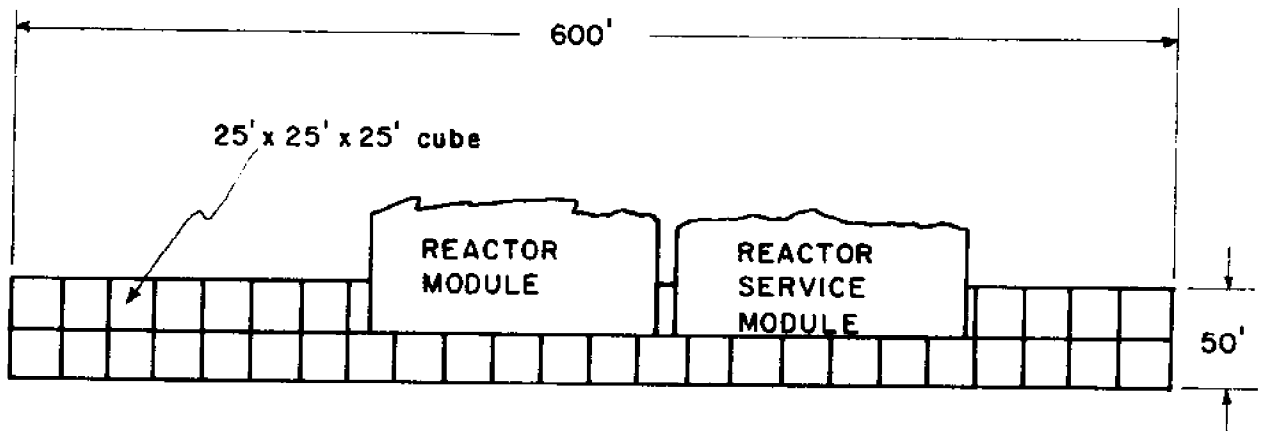 600'
25' x 25' x 25' cube
REACTOR
MODULE
REACTOR
SERVICE
MODULE
50'